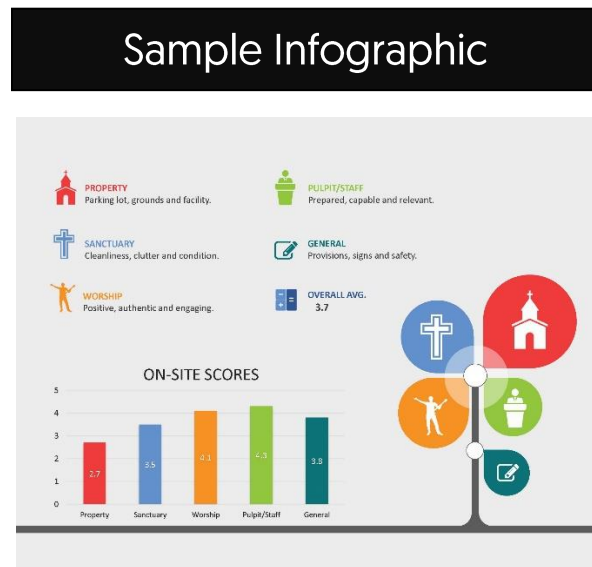 Sample Infographic
PROPERTY
Parking lot, grounds and facility.
PULPIT/STAFF
Prepared, capable and relevant.
SANCTUARY
Cleanliness, clutter and condition.
GENERAL
Provisions, signs and safety.
WORSHIP
Positive, authentic and engaging.
OVERALL AVG.
3.7
ON-SITE SCORES
5
4
3
2
1
0
2.7
3.5
4.1
4.3
3.8
Property
Sanctuary
Worship
Pulpit/Staff
General